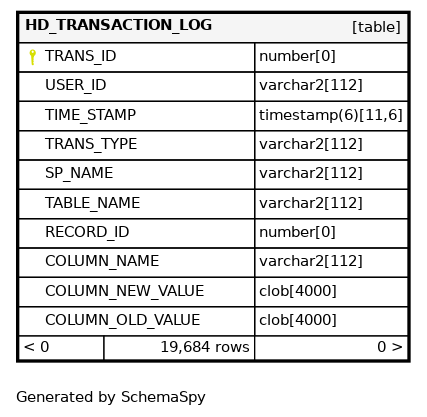 HD_TRANSACTION_LOG [table]
TRANS_ID number[0]
USER_ID varchar2[112]
TIME_STAMP timestamp(6)[11,6]
TRANS_TYPE varchar2[112]
SP_NAME varchar2[112]
TABLE_NAME varchar2[112]
RECORD_ID number[0]
COLUMN_NAME varchar2[112]
COLUMN_NEW_VALUE clob[4000]
COLUMN_OLD_VALUE clob[4000]
< 0 19,684 rows 0 >
Generated by SchemaSpy